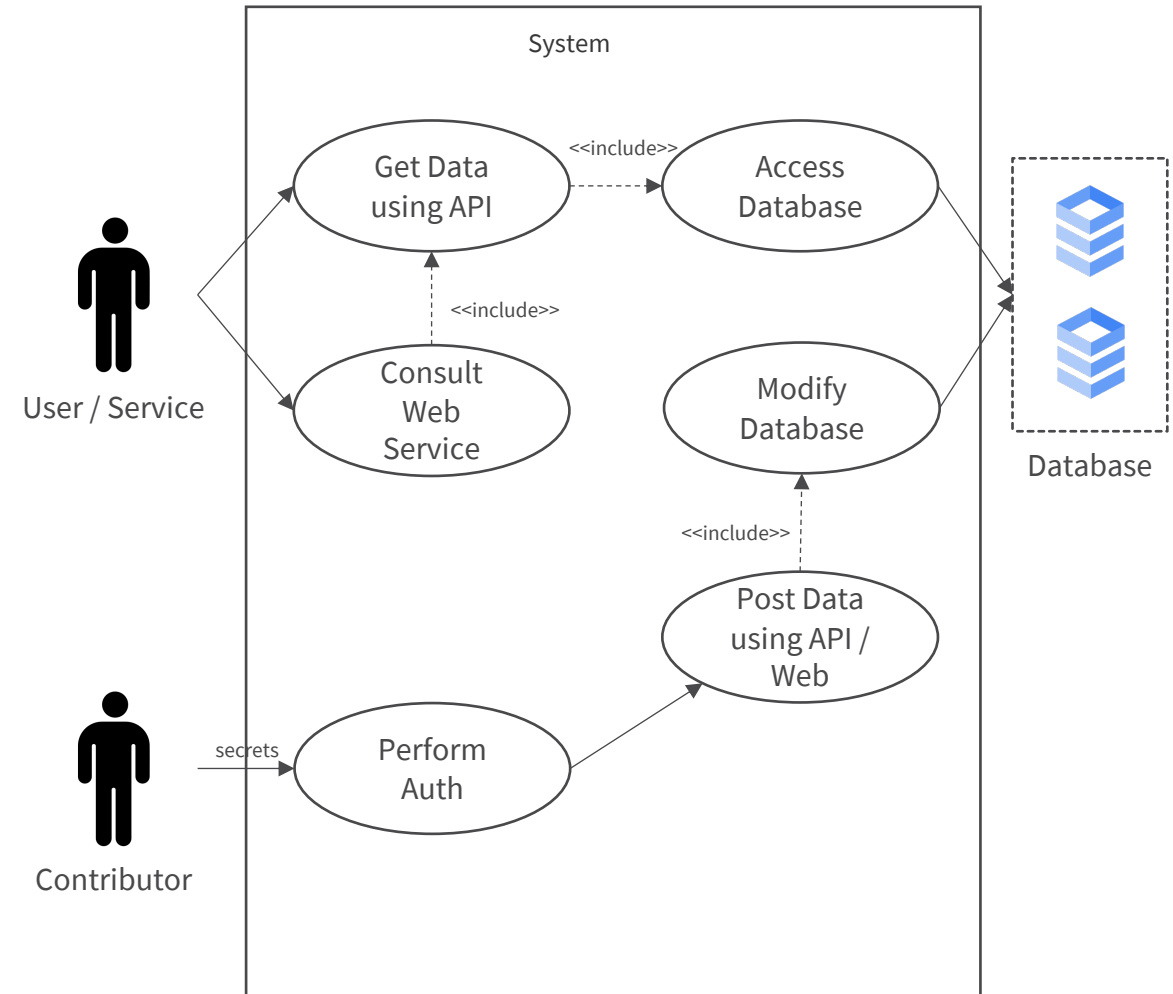 System
Get Data
using API
<<include>>
Access
Database
<<include>>
User / Service
Consult
Web
Service
Modify
Database
Database
<<include>>
Post Data
using API /
Web
secrets
Perform
Auth
Contributor